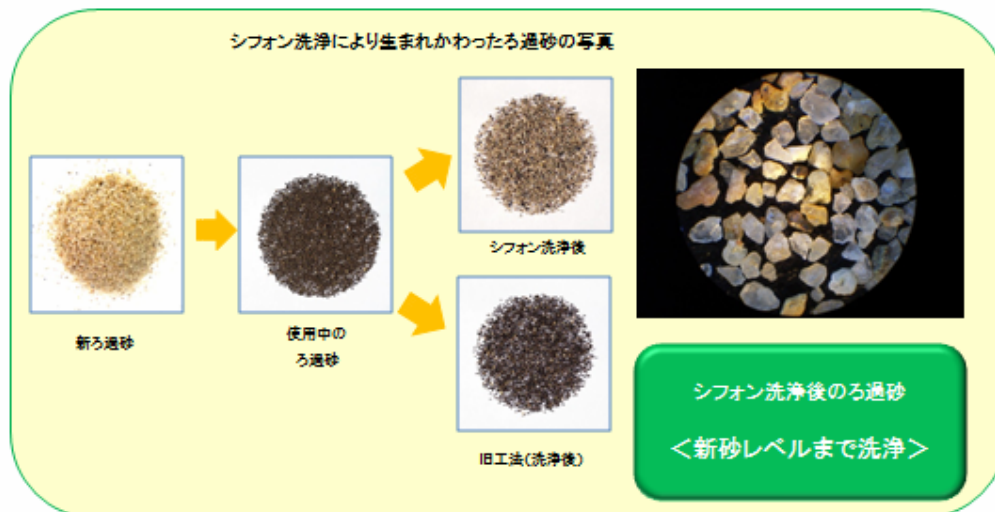 シフォン洗浄により生まれかわったろ過砂の写真
新ろ過砂
使用中の
ろ過砂
シフォン洗浄後
旧工法(洗浄後)
シフォン洗浄後のろ過砂
＜新砂レベルまで洗浄＞